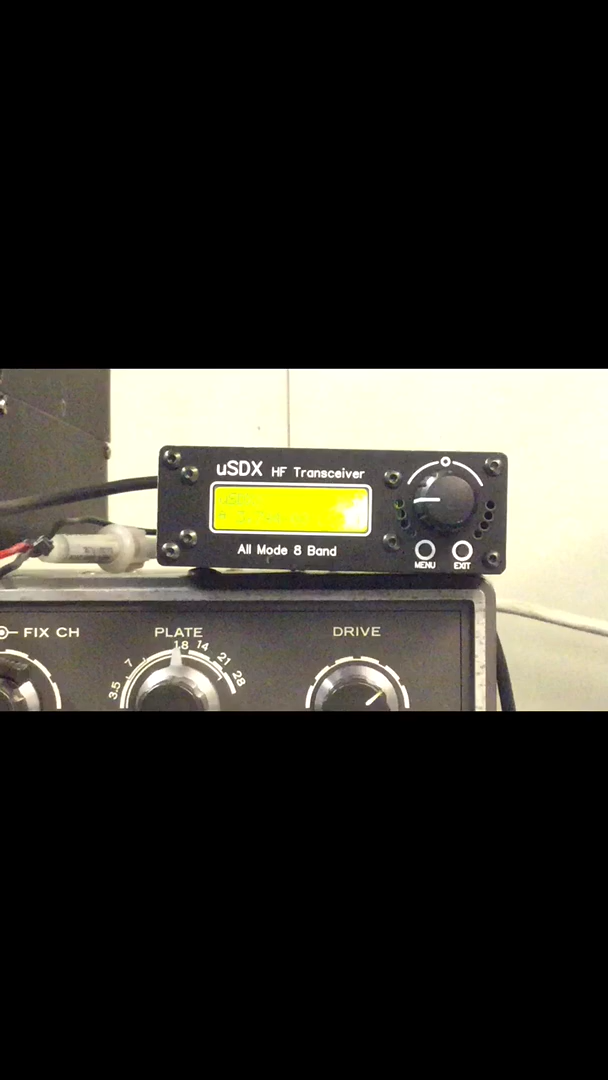 uSDX HF Transceiver
All Mode 8 Band
MENU EXIT
FIX CH
PLATE
DRIVE
3.5 7 18 14 21 28